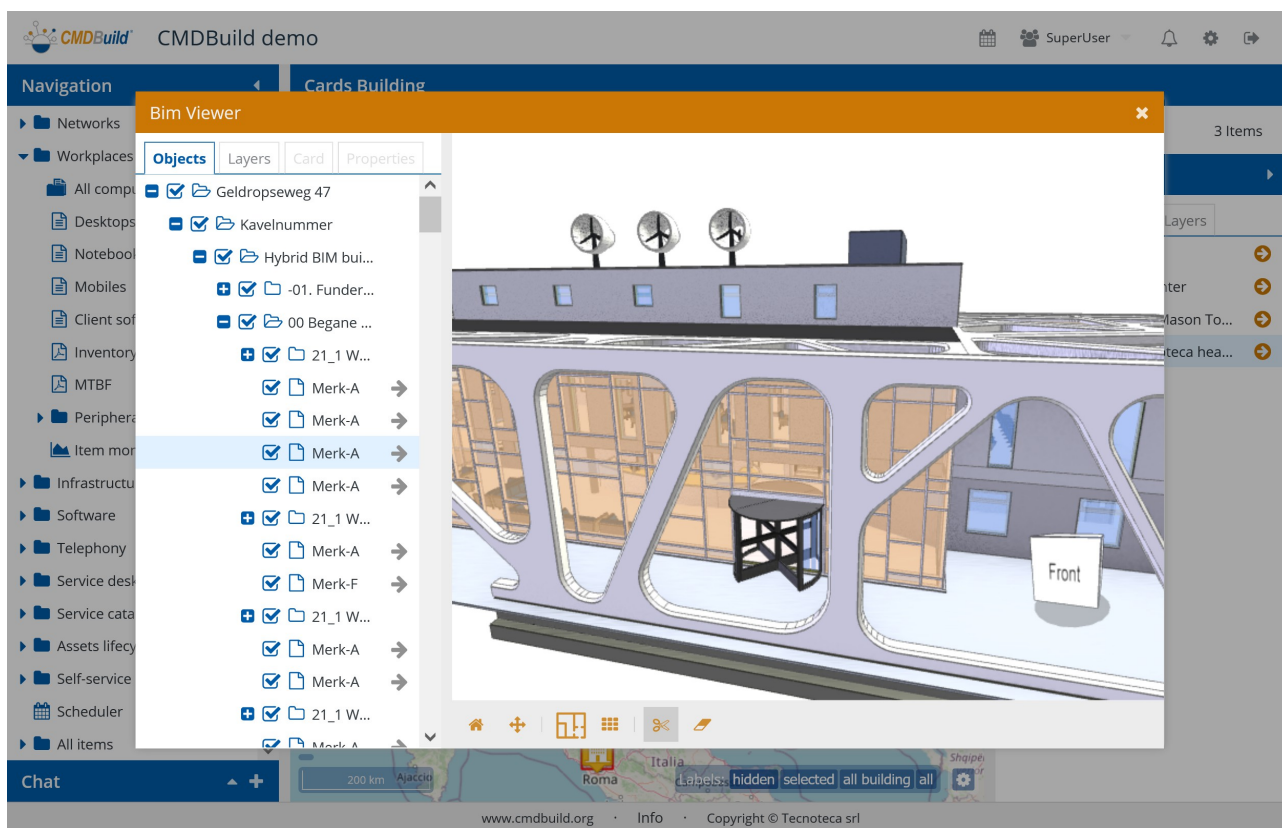 CMDBuild
CMDBuild demo
SuperUser
Navigation
Cards Building
Bim Viewer
Networks
Workplaces
All compu
Desktops
Notebook
Mobiles
Client sof
Inventory
MTBF
Periphera
Item mor
Infrastructu
Software
Telephony
Service desk
Service cata
Assets lifecy
Self-service
Scheduler
All items
Chat
Objects
Layers
Card
Properties
Geldropseweg 47
Kavelnummer
Hybrid BIM bui...
-01. Funder...
00 Begane ...
21_1 W...
Merk-A
Merk-A
Merk-A
Merk-A
21_1 W...
Merk-A
Merk-F
21_1 W...
Merk-A
Merk-A
21_1 W...
Merk-A
Front
3 Items
Layers
nter
Mason To...
teca hea...
200 km
Ajaccio
Italia
Roma
Shqipëri
Labels: hidden selected all building all
www.cmdbuild.org · Info · Copyright © Tecnoteca srl